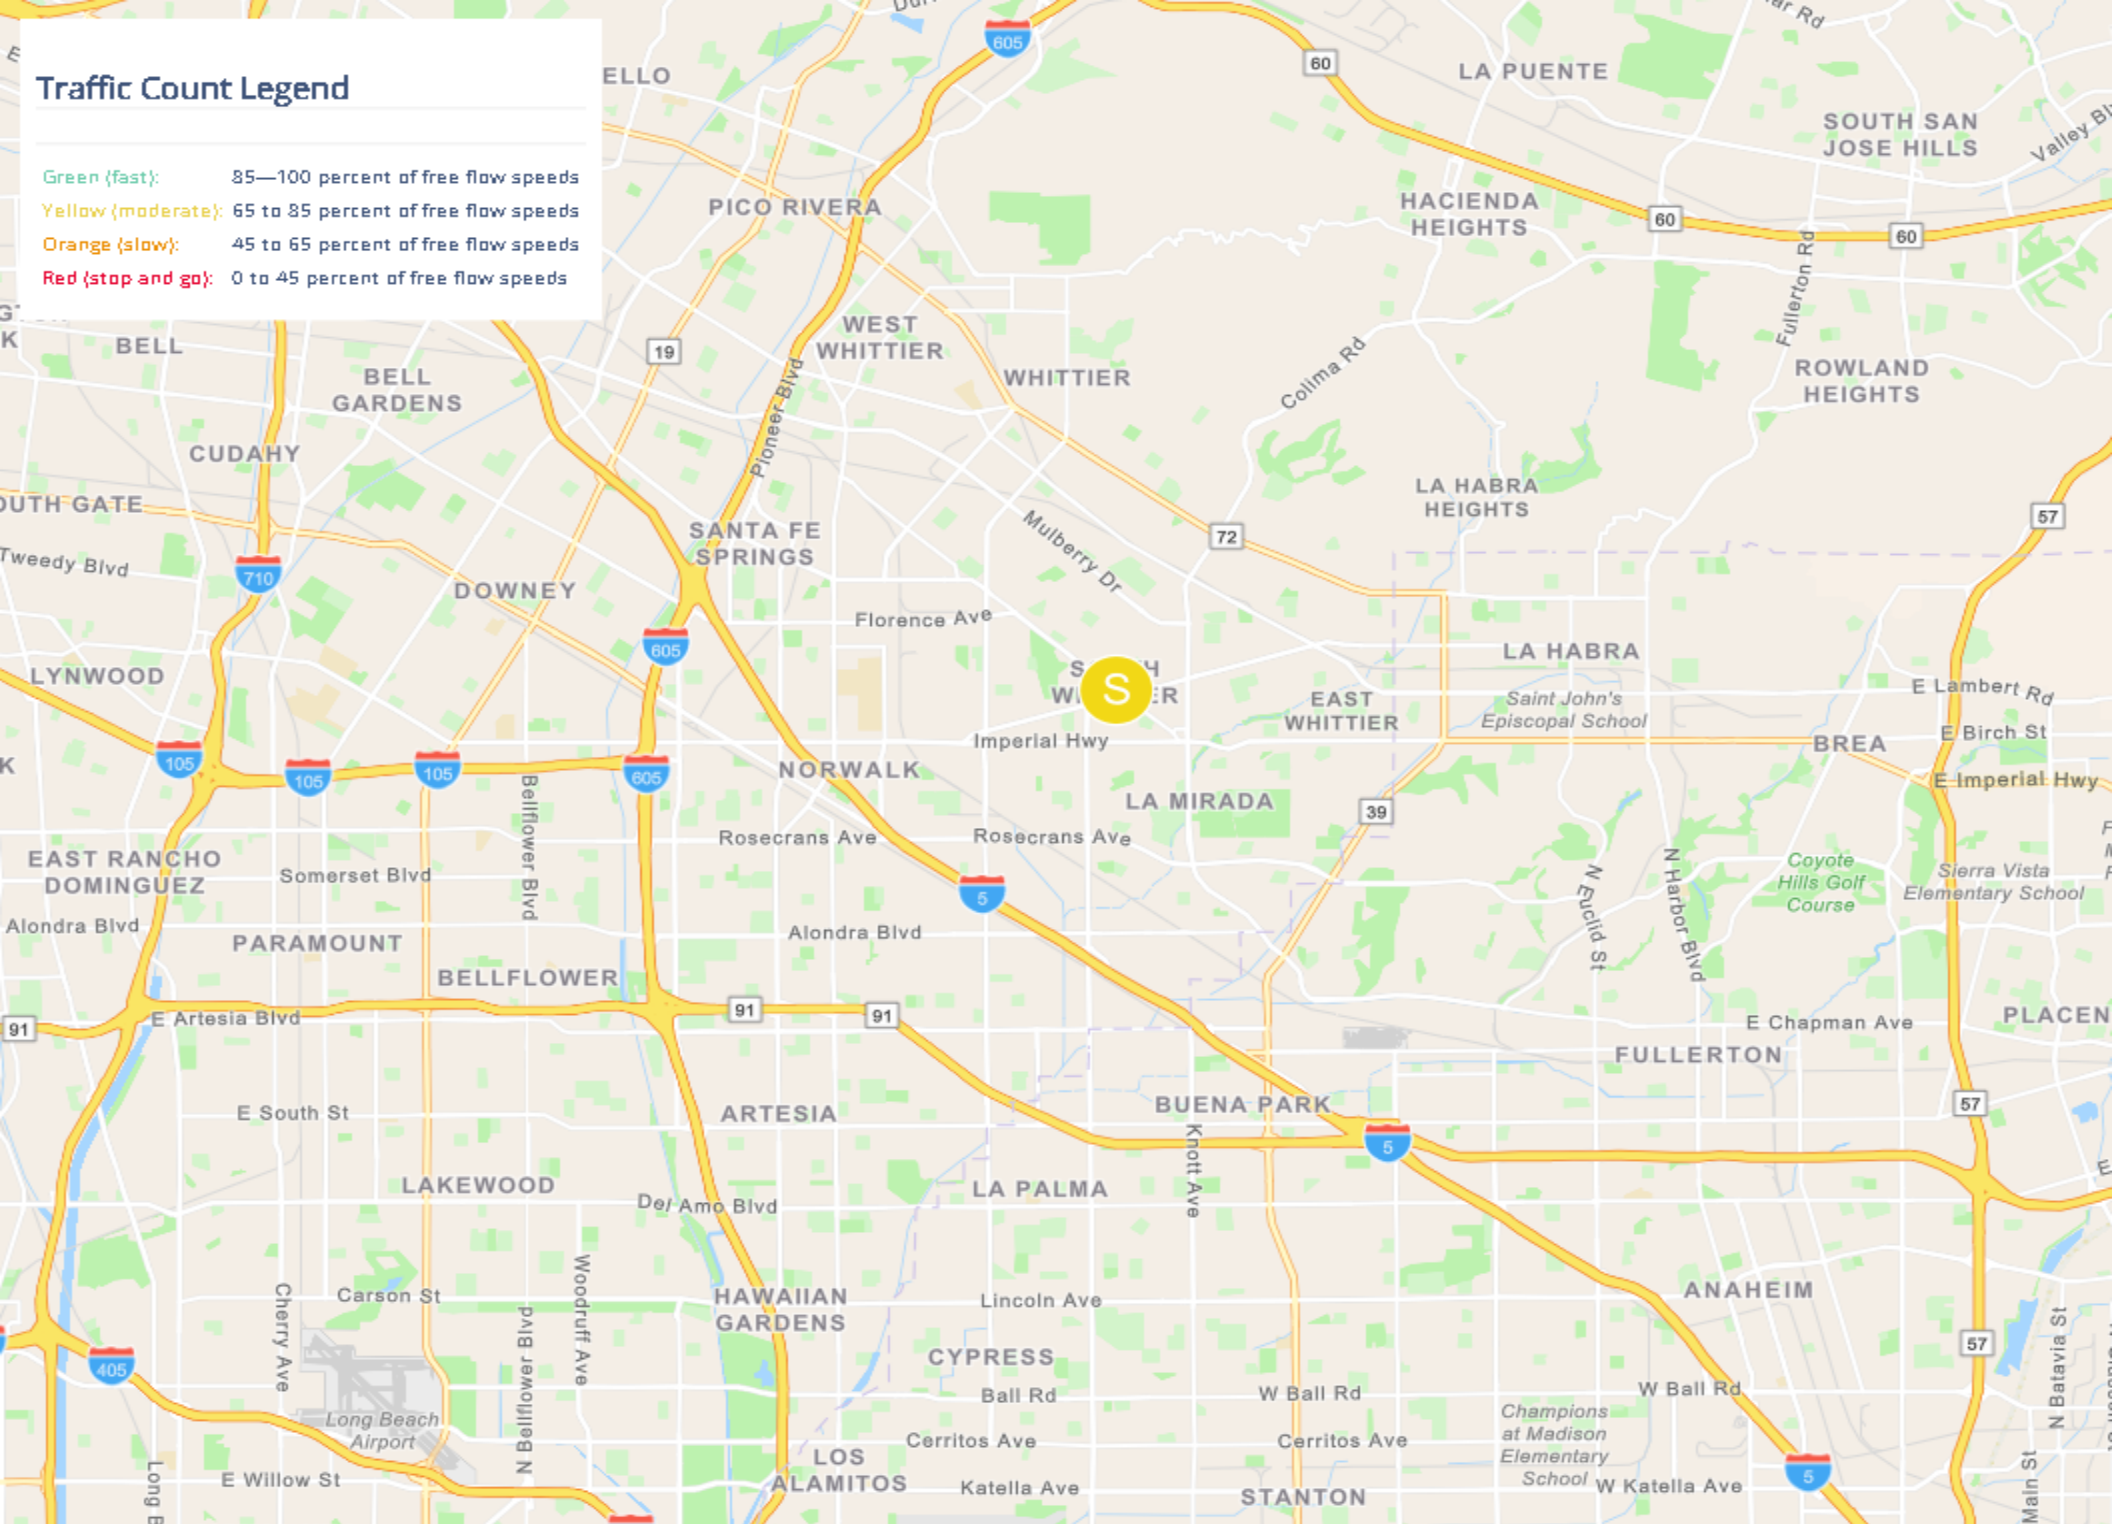 Traffic Count Legend
Green (fast): 85—100 percent of free flow speeds
Yellow (moderate): 65 to 85 percent of free flow speeds
Orange (slow): 45 to 65 percent of free flow speeds
Red (stop and go): 0 to 45 percent of free flow speeds
605
60
LA PUENTE
SOUTH SAN
JOSE HILLS
ELLO
PICO RIVERA
HACIENDA
HEIGHTS
60
60
Fullerton Rd
BELL
19
WEST
WHITTIER
WHITTIER
Colima Rd
ROWLAND
HEIGHTS
BELL
GARDENS
Pioneer Blvd
CUDAHY
LA HABRA
HEIGHTS
OUTH GATE
57
SANTA FE
SPRINGS
Mulberry Dr
72
Tweedy Blvd
710
DOWNEY
Florence Ave
605
LYNWOOD
S
EAST
WHITTIER
LA HABRA
Saint John's
Episcopal School
E Lambert Rd
E Birch St
BREA
Imperial Hwy
E Imperial Hwy
105
105
105
605
NORWALK
LA MIRADA
39
Bellflower Blvd
Rosecrans Ave
Rosecrans Ave
EAST RANCHO
DOMINGUEZ
Somerset Blvd
5
N Euclid St
N Harbor Blvd
Coyote
Hills Golf
Course
Sierra Vista
Elementary School
Alondra Blvd
Alondra Blvd
PARAMOUNT
BELLFLOWER
91
E Artesia Blvd
91
91
E Chapman Ave
PLACEN
FULLERTON
E South St
ARTESIA
BUENA PARK
57
5
Knott Ave
LAKEWOOD
Del Amo Blvd
LA PALMA
Cherry Ave
Carson St
Woodruff Ave
HAWAIIAN
GARDENS
Lincoln Ave
ANAHEIM
405
N Bellflower Blvd
CYPRESS
57
N Batavia St
Ball Rd
W Ball Rd
W Ball Rd
Long Beach
Airport
Champions
at Madison
Elementary
School
Cerritos Ave
Cerritos Ave
LOS
ALAMITOS
E Willow St
Katella Ave
STANTON
W Katella Ave
5
Main St